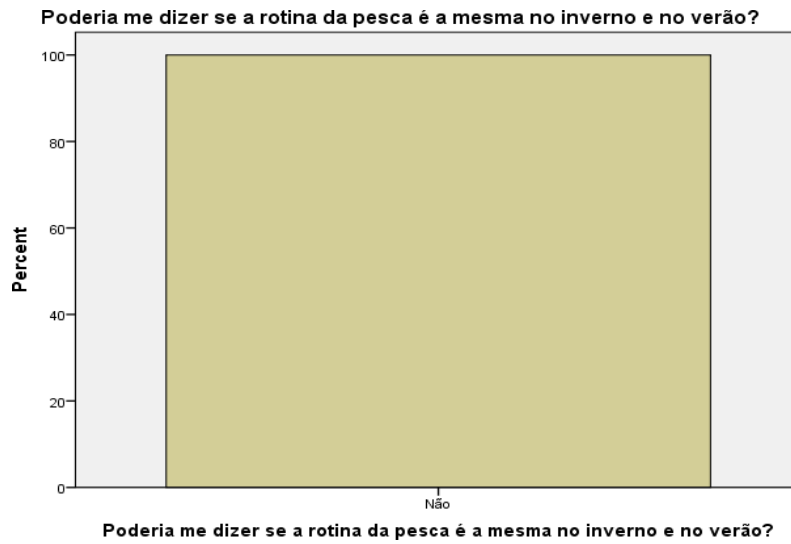 Poderia me dizer se a rotina da pesca é a mesma no inverno e no verão?
100
80
60
40
20
0
Percent
Não
Poderia me dizer se a rotina da pesca é a mesma no inverno e no verão?